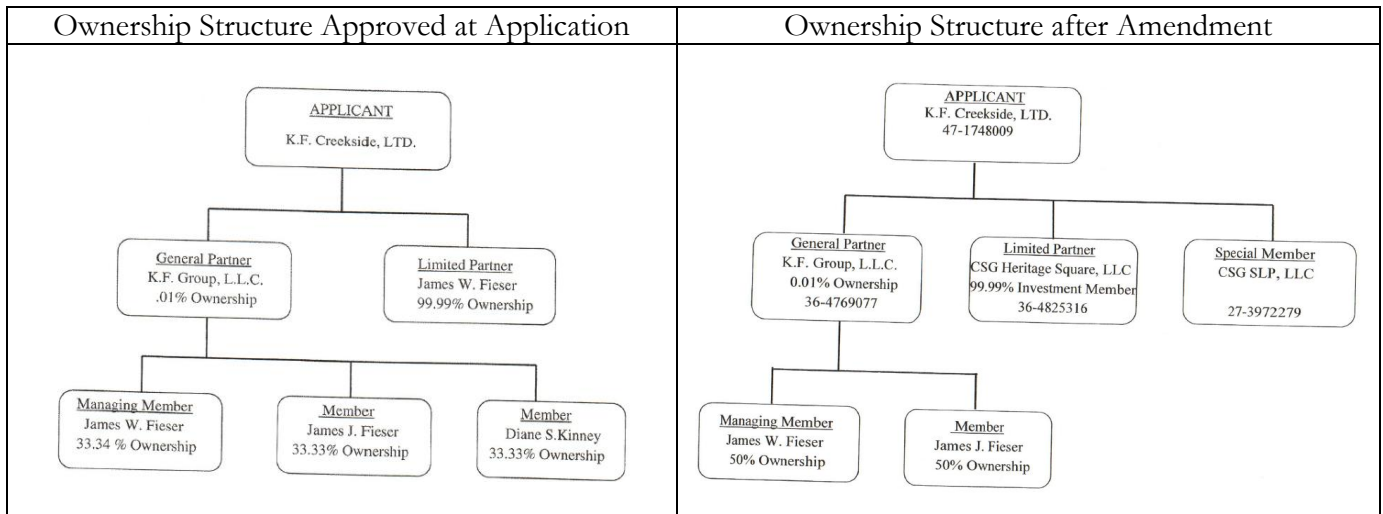 Ownership Structure Approved at Application
APPLICANT
K.F. Creekside, LTD.
General Partner
K.F. Group, L.L.C.
.01% Ownership
Limited Partner
James W. Fieser
99.99% Ownership
Managing Member
James W. Fieser
33.34 % Ownership
Member
James J. Fieser
33.33% Ownership
Member
Diane S.Kinney
33.33% Ownership
Ownership Structure after Amendment
APPLICANT
K.F. Creekside, LTD.
47-1748009
General Partner
K.F. Group, L.L.C.
0.01% Ownership
36-4769077
Limited Partner
CSG Heritage Square, LLC
99.99% Investment Member
36-4825316
Special Member
CSG SLP, LLC
27-3972279
Managing Member
James W. Fieser
50% Ownership
Member
James J. Fieser
50% Ownership